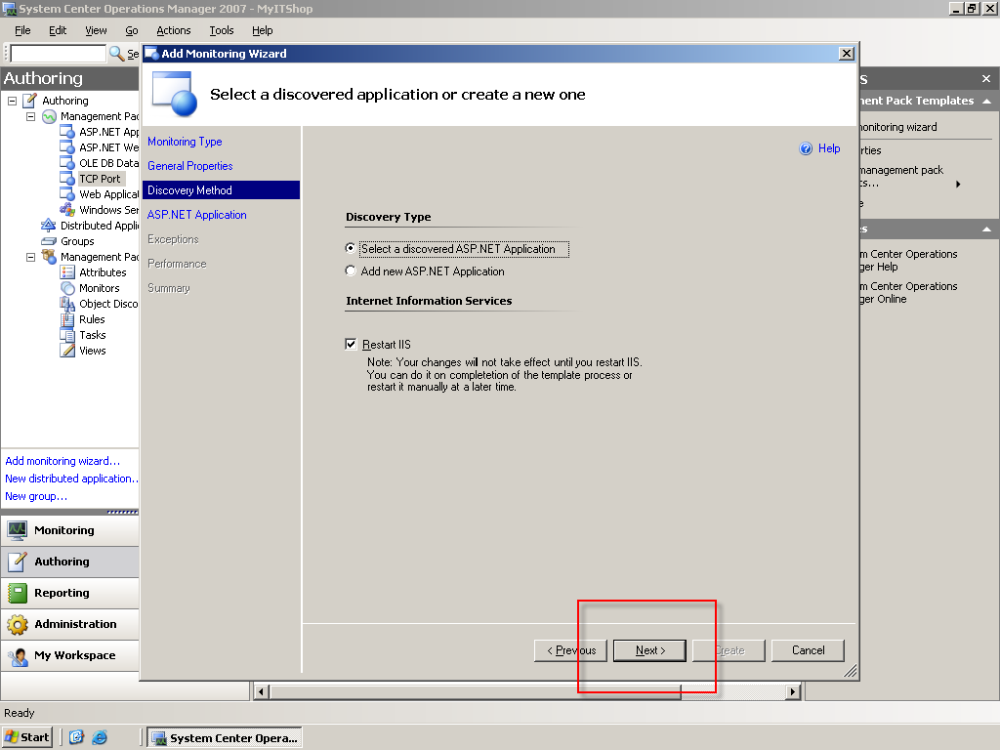 System Center Operations Manager 2007 - MyITShop
File Edit View Go Actions Tools Help
Se
Authoring
Authoring
Management Pac
ASP.NET App
ASP.NET We
OLE DB Data
TCP Port
Web Applicat
Windows Ser
Distributed Appli
Groups
Management Pac
Attributes
Monitors
Object Disco
Rules
Tasks
Views
Add monitoring wizard...
New distributed application..
New group...
Monitoring
Authoring
Reporting
Administration
My Workspace
Add Monitoring Wizard
Select a discovered application or create a new one
Monitoring Type
General Properties
Discovery Method
ASP.NET Application
Exceptions
Performance
Summary
Help
Discovery Type
Select a discovered ASP.NET Application
Add new ASP.NET Application
Internet Information Services
Restart IIS
Note: Your changes will not take effect until you restart IIS.
You can do it on completetion of the template process or
restart it manually at a later time.
< Previous Next > Create Cancel
s
nent Pack Templates
onitoring wizard
rties
management pack
ts...
e
es
m Center Operations
ger Help
m Center Operations
ger Online
Ready
Start System Center Opera...